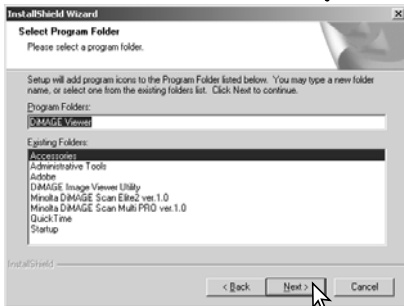 InstallShield Wizard
Select Program Folder
Please select a program folder.
Setup will add program icons to the Program Folder listed below. You may type a new folder
name, or select one from the existing folders list. Click Next to continue.
Program Folders:
DiMAGE Viewer
Existing Folders:
Accessories
Administrative Tools
Adobe
DiMAGE Image Viewer Utility
Minolta DiMAGE Scan Elite2 ver.1.0
Minolta DiMAGE Scan Multi PRO ver.1.0
QuickTime
Startup
InstallShield
< Back Next > Cancel